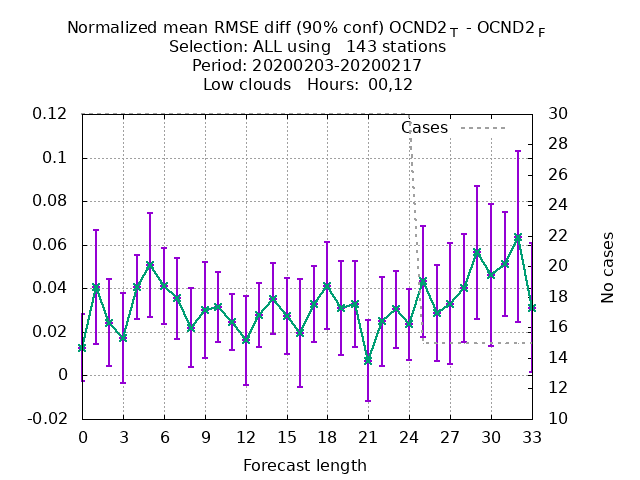 Normalized mean RMSE diff (90% conf) OCND2 T - OCND2 F
Selection: ALL using 143 stations
Period: 20200203-20200217
Low clouds Hours: 00,12
Cases
0.12
0.1
0.08
0.06
0.04
0.02
0
-0.02
30
28
26
24
22
20
18
16
14
12
10
No cases
0 3 6 9 12 15 18 21 24 27 30 33
Forecast length